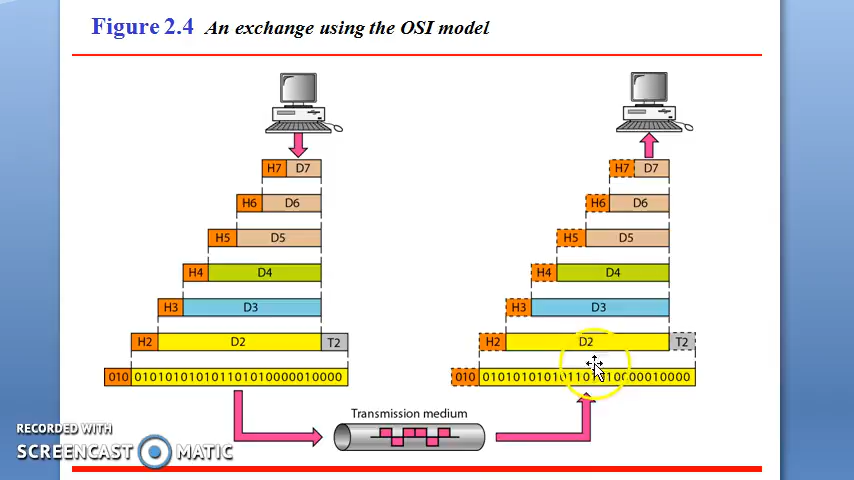 Figure 2.4 An exchange using the OSI model
H7 D7 H7 D7
H6 D6 H6 D6
H5 D5 H5 D5
H4 D4 H4 D4
H3 D3 H3 D3
H2 D2 T2 H2 D2 T2
010 010101010101101010000010000 010 010101010101101010000010000
Transmission medium
RECORDED WITH
SCREENCAST MATIC